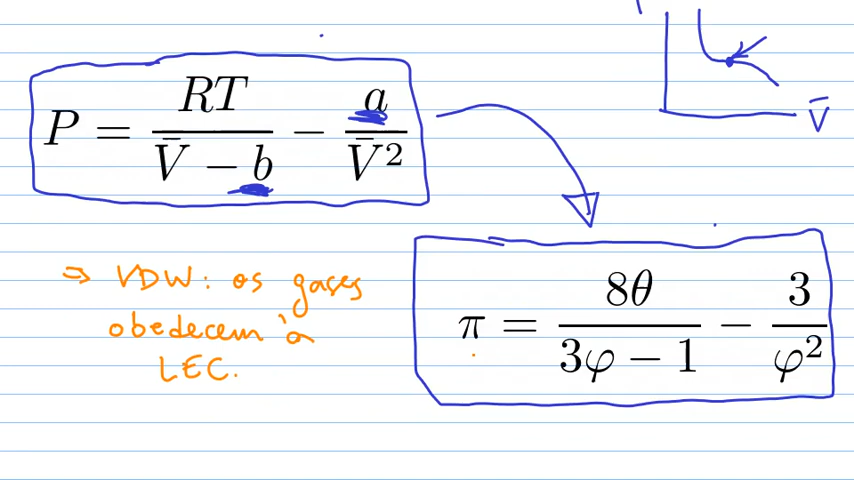 P = RT / (V̄ − b) − a / V̄²
V̄
π = 8θ / (3φ − 1) − 3 / φ²
⇒ VDW: os gases
obedecem à
LEC.